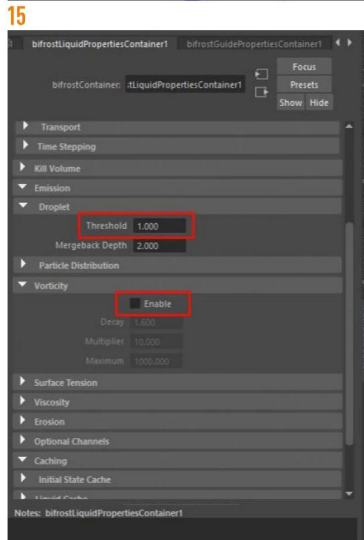 15
bifrostLiquidPropertiesContainer1 bifrostGuidePropertiesContainer1
Focus
bifrostContainer: :tLiquidPropertiesContainer1 Presets
Show Hide
Transport
Time Stepping
Kill Volume
Emission
Droplet
Threshold 1.000
Mergeback Depth 2.000
Particle Distribution
Vorticity
Enable
Decay 1.600
Multiplier 10.000
Maximum 1000.000
Surface Tension
Viscosity
Erosion
Optional Channels
Caching
Initial State Cache
Liquid Cache
Notes: bifrostLiquidPropertiesContainer1